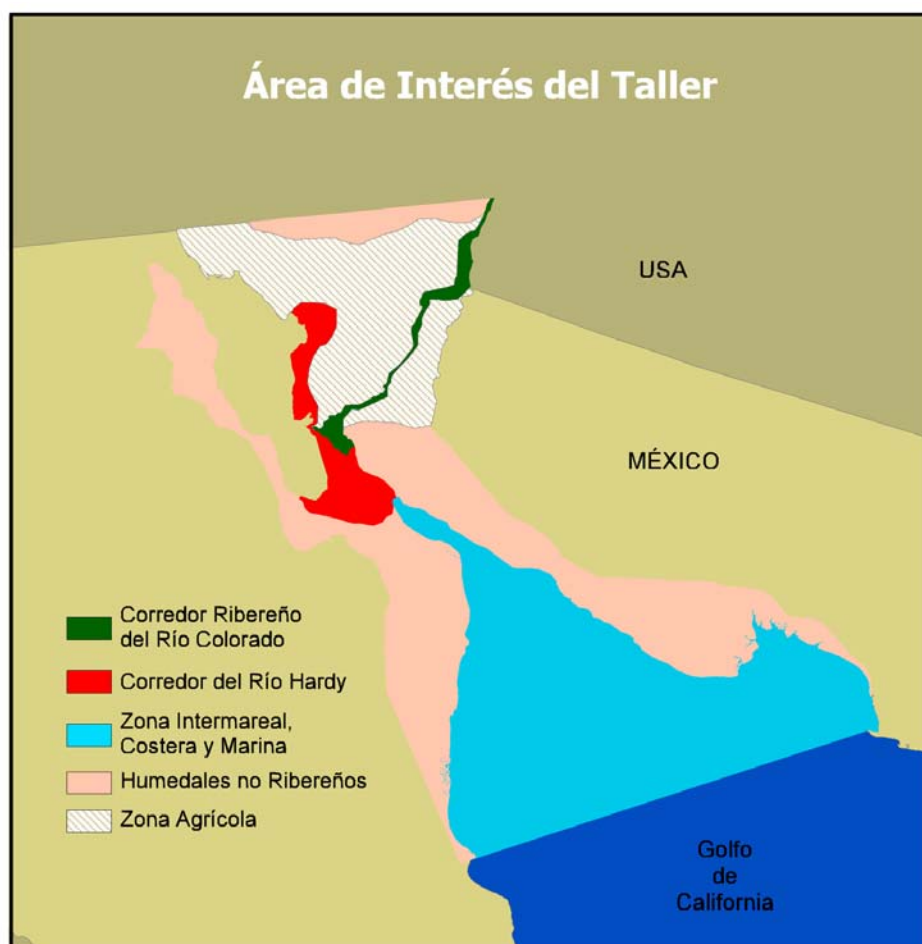 Área de Interés del Taller
USA
MÉXICO
Corredor Ribereño
del Río Colorado
Corredor del Río Hardy
Zona Intermareal,
Costera y Marina
Humedales no Ribereños
Zona Agrícola
Golfo
de
California